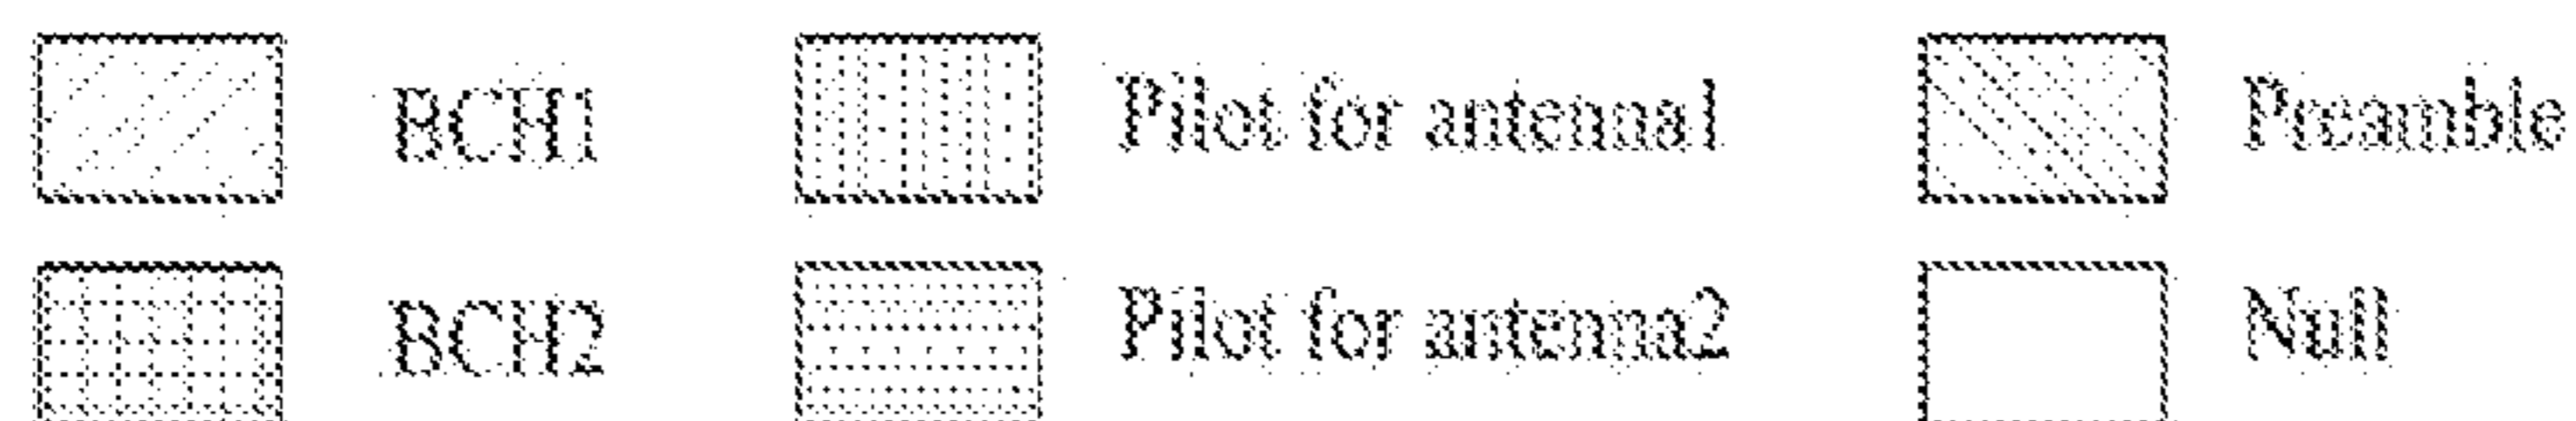 BCH1 Pilot for antenna1 Preamble
BCH2 Pilot for antenna2 Null